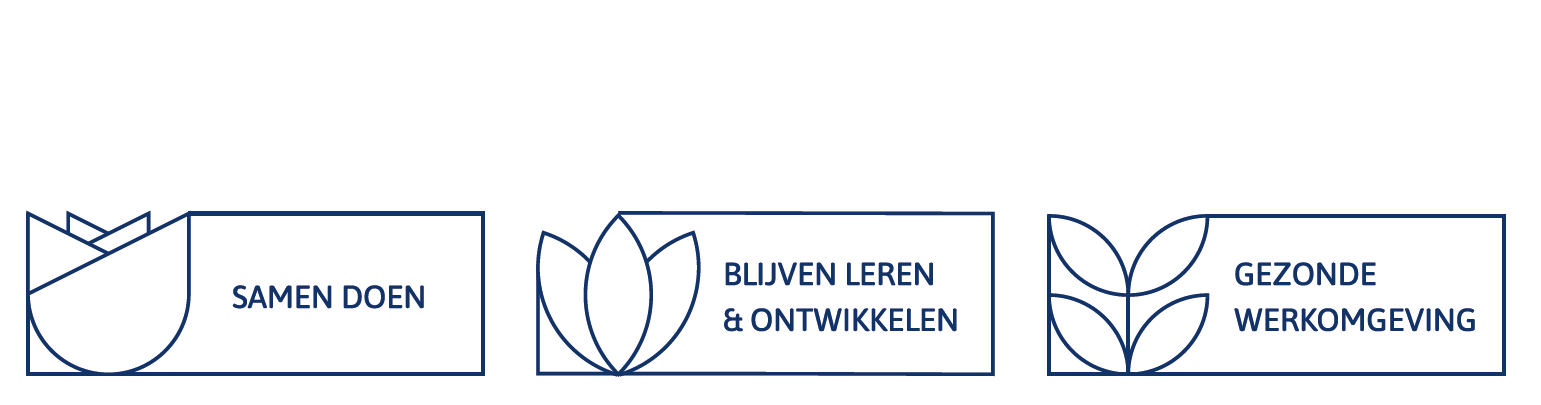 SAMEN DOEN
BLIJVEN LEREN
& ONTWIKKELEN
GEZONDE
WERKOMGEVING